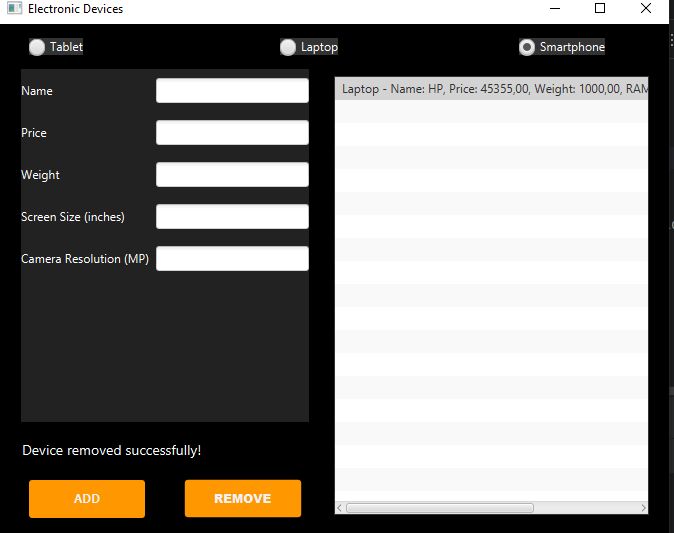 Electronic Devices
Tablet
Laptop
Smartphone
Name
Price
Weight
Screen Size (inches)
Camera Resolution (MP)
Laptop - Name: HP, Price: 45355,00, Weight: 1000,00, RAM
Device removed successfully!
ADD
REMOVE